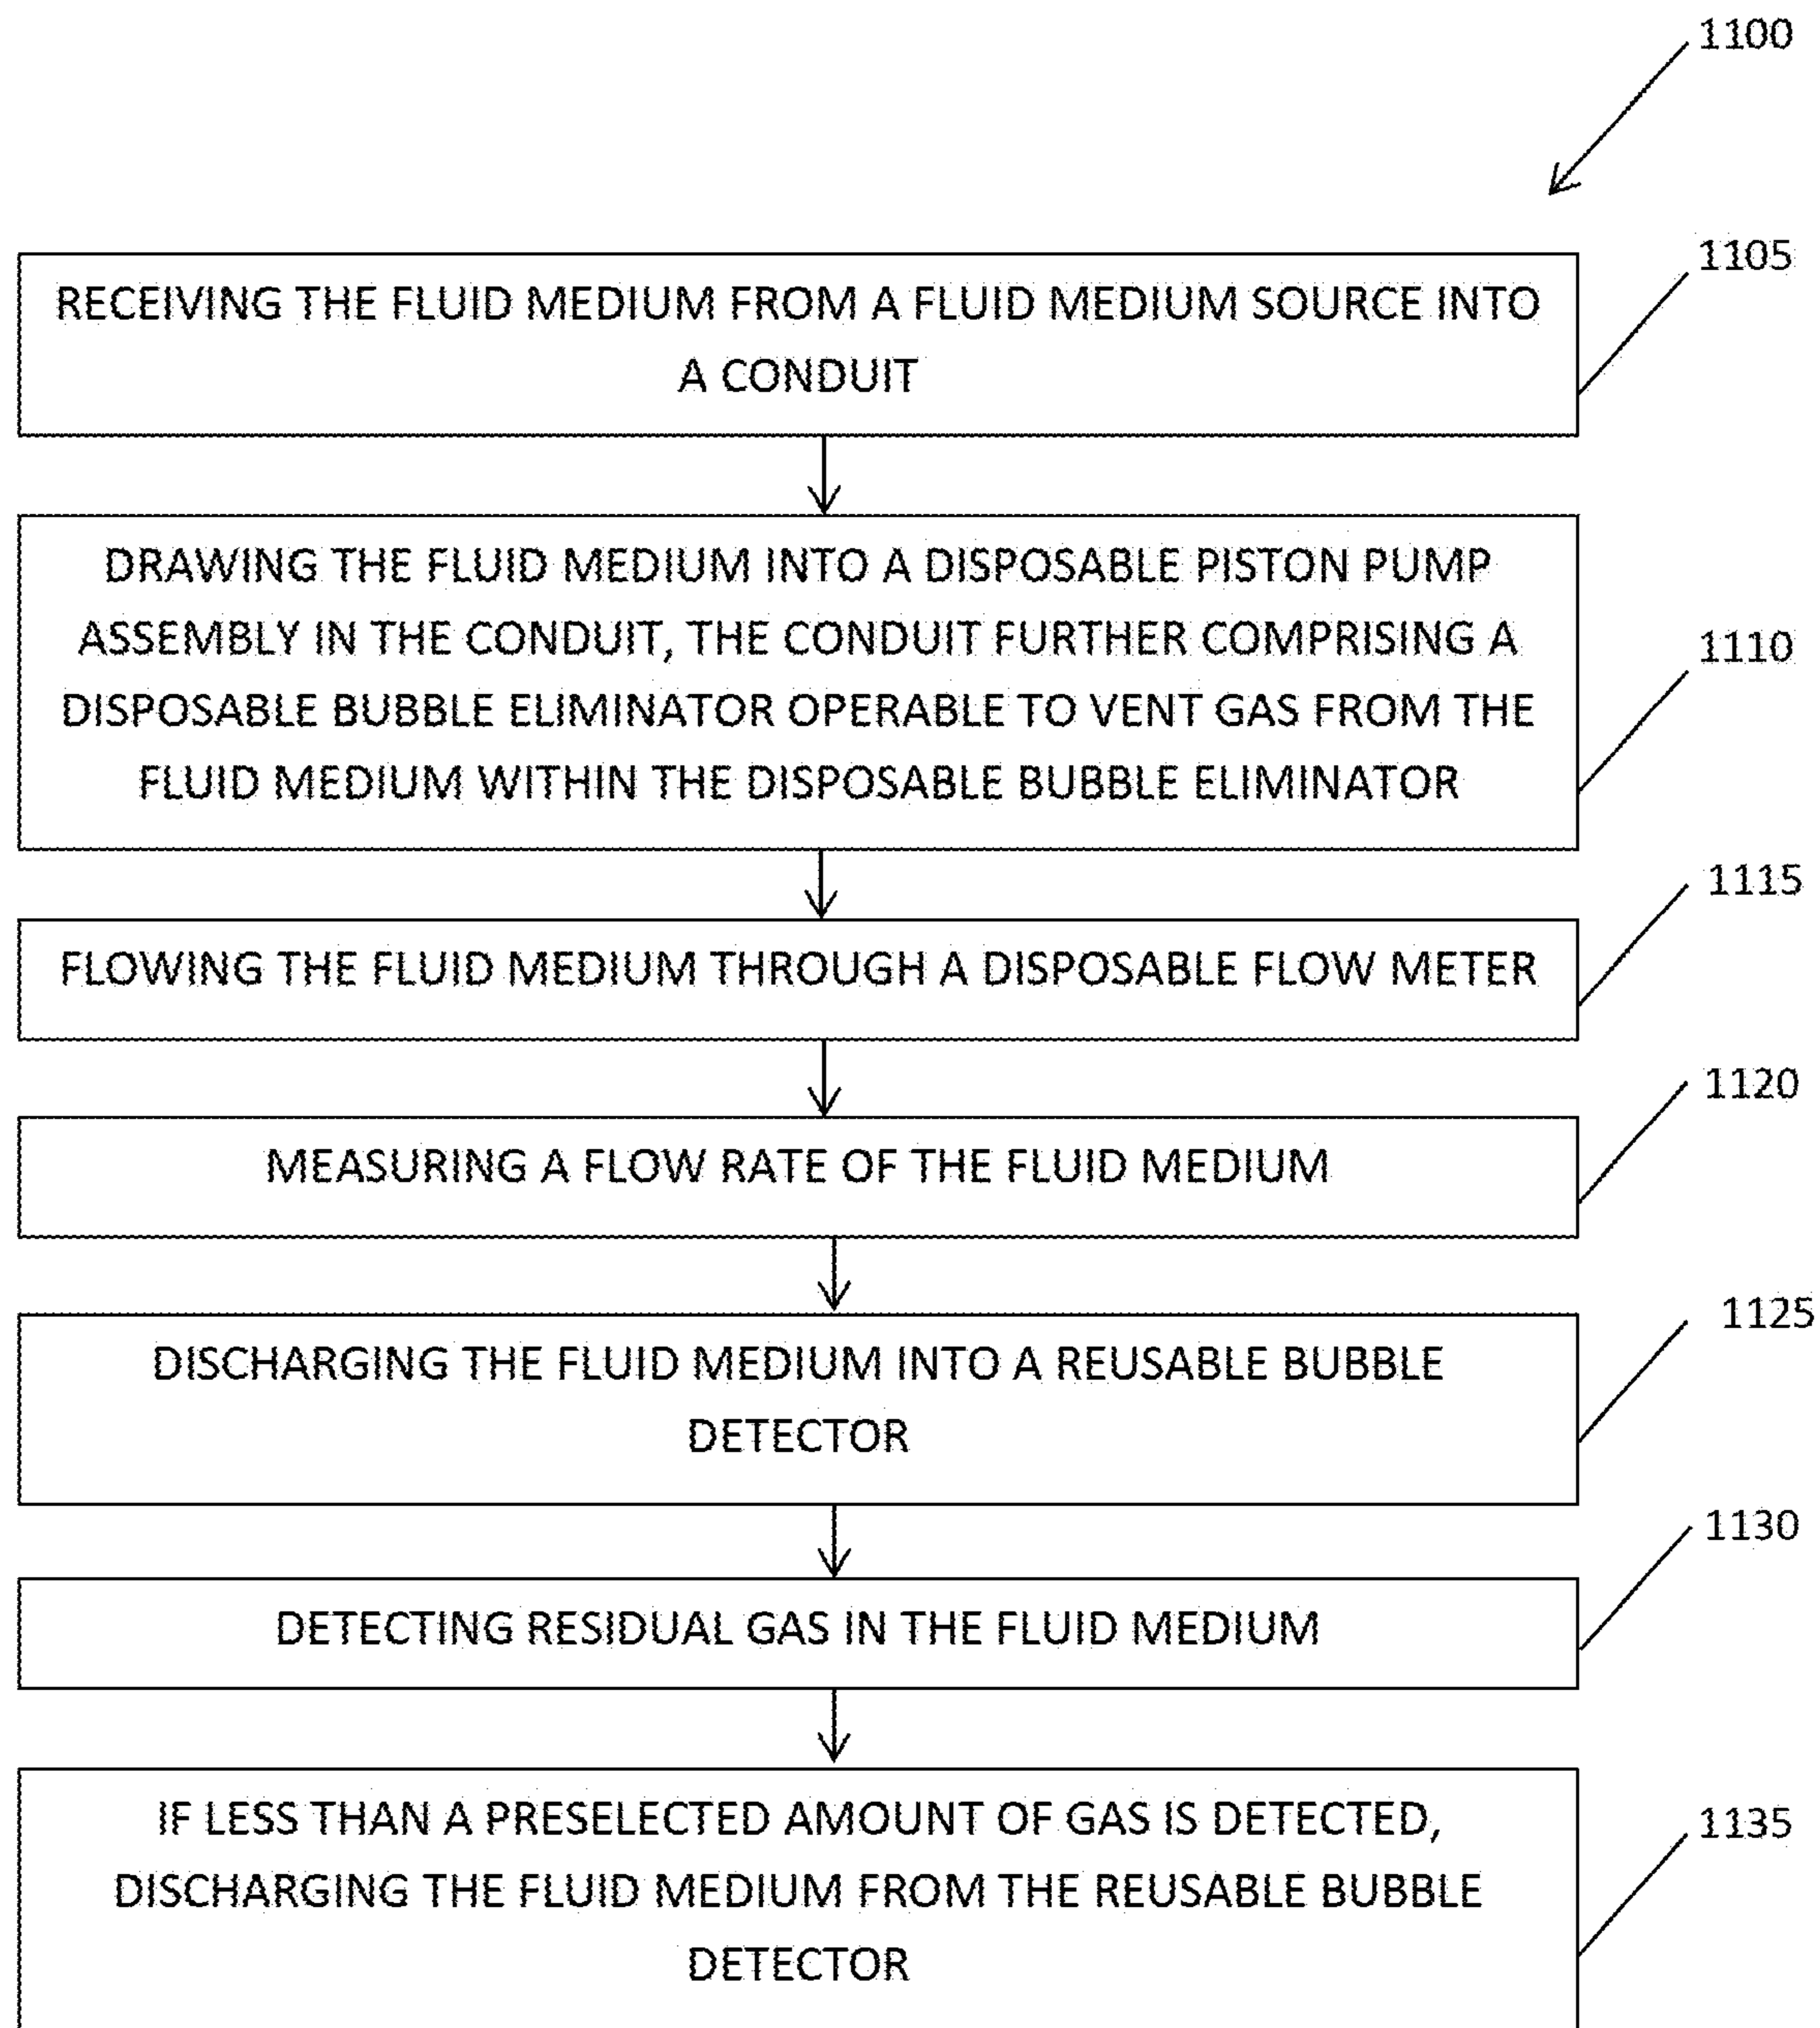 1100
1105
RECEIVING THE FLUID MEDIUM FROM A FLUID MEDIUM SOURCE INTO
A CONDUIT
DRAWING THE FLUID MEDIUM INTO A DISPOSABLE PISTON PUMP
ASSEMBLY IN THE CONDUIT, THE CONDUIT FURTHER COMPRISING A
1110
DISPOSABLE BUBBLE ELIMINATOR OPERABLE TO VENT GAS FROM THE
FLUID MEDIUM WITHIN THE DISPOSABLE BUBBLE ELIMINATOR
1115
FLOWING THE FLUID MEDIUM THROUGH A DISPOSABLE FLOW METER
1120
MEASURING A FLOW RATE OF THE FLUID MEDIUM
1125
DISCHARGING THE FLUID MEDIUM INTO A REUSABLE BUBBLE
DETECTOR
1130
DETECTING RESIDUAL GAS IN THE FLUID MEDIUM
IF LESS THAN A PRESELECTED AMOUNT OF GAS IS DETECTED,
1135
DISCHARGING THE FLUID MEDIUM FROM THE REUSABLE BUBBLE
DETECTOR